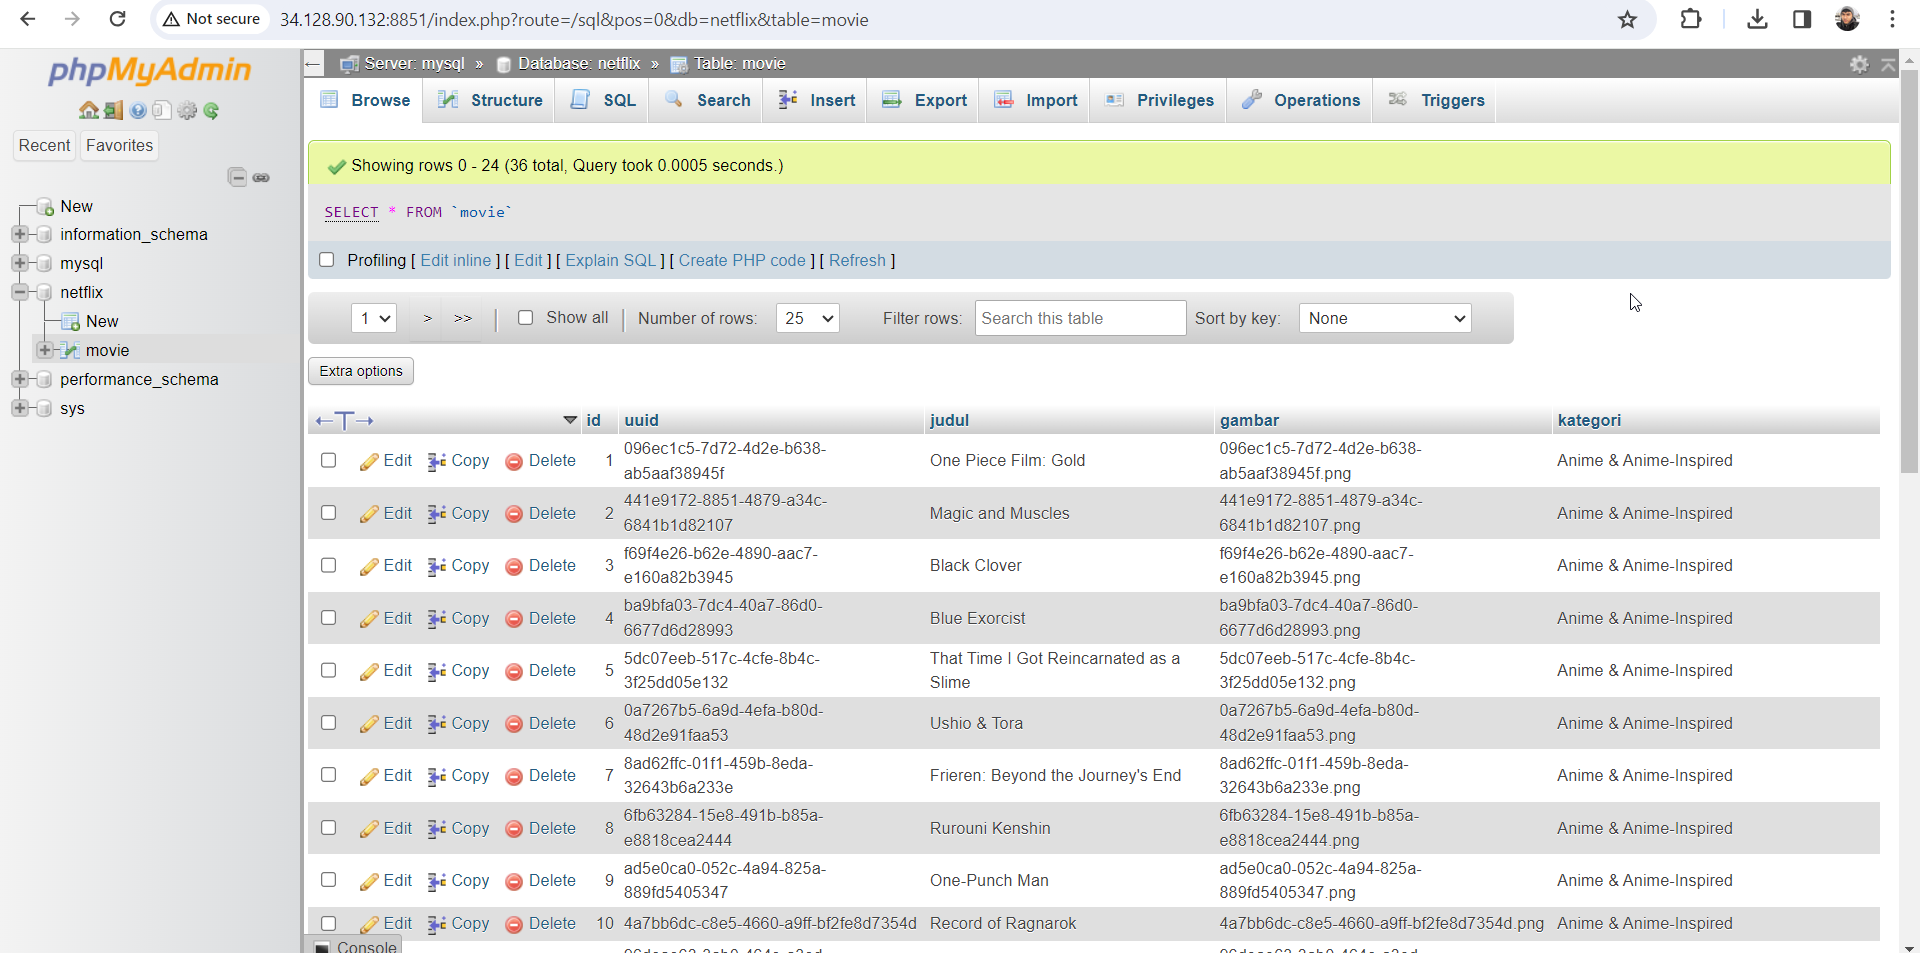 Not secure 34.128.90.132:8851/index.php?route=/sql&pos=0&db=netflix&table=movie
phpMyAdmin
Recent Favorites
New
information_schema
mysql
netflix
New
movie
performance_schema
sys
Server: mysql » Database: netflix » Table: movie
Browse Structure SQL Search Insert Export Import Privileges Operations Triggers
Showing rows 0 - 24 (36 total, Query took 0.0005 seconds.)
SELECT * FROM `movie`
Profiling [ Edit inline ] [ Edit ] [ Explain SQL ] [ Create PHP code ] [ Refresh ]
1 > >> | Show all | Number of rows: 25 Filter rows: Search this table Sort by key: None
Extra options
id uuid judul gambar kategori
Edit Copy Delete 1 096ec1c5-7d72-4d2e-b638- One Piece Film: Gold 096ec1c5-7d72-4d2e-b638- Anime & Anime-Inspired
ab5aaf38945f ab5aaf38945f.png
Edit Copy Delete 2 441e9172-8851-4879-a34c- Magic and Muscles 441e9172-8851-4879-a34c- Anime & Anime-Inspired
6841b1d82107 6841b1d82107.png
Edit Copy Delete 3 f69f4e26-b62e-4890-aac7- Black Clover f69f4e26-b62e-4890-aac7- Anime & Anime-Inspired
e160a82b3945 e160a82b3945.png
Edit Copy Delete 4 ba9bfa03-7dc4-40a7-86d0- Blue Exorcist ba9bfa03-7dc4-40a7-86d0- Anime & Anime-Inspired
6677d6d28993 6677d6d28993.png
Edit Copy Delete 5 5dc07eeb-517c-4cfe-8b4c- That Time I Got Reincarnated as a 5dc07eeb-517c-4cfe-8b4c- Anime & Anime-Inspired
3f25dd05e132 Slime 3f25dd05e132.png
Edit Copy Delete 6 0a7267b5-6a9d-4efa-b80d- Ushio & Tora 0a7267b5-6a9d-4efa-b80d- Anime & Anime-Inspired
48d2e91faa53 48d2e91faa53.png
Edit Copy Delete 7 8ad62ffc-01f1-459b-8eda- Frieren: Beyond the Journey's End 8ad62ffc-01f1-459b-8eda- Anime & Anime-Inspired
32643b6a233e 32643b6a233e.png
Edit Copy Delete 8 6fb63284-15e8-491b-b85a- Rurouni Kenshin 6fb63284-15e8-491b-b85a- Anime & Anime-Inspired
e8818cea2444 e8818cea2444.png
Edit Copy Delete 9 ad5e0ca0-052c-4a94-825a- One-Punch Man ad5e0ca0-052c-4a94-825a- Anime & Anime-Inspired
889fd5405347 889fd5405347.png
Edit Copy Delete 10 4a7bb6dc-c8e5-4660-a9ff-bf2fe8d7354d Record of Ragnarok 4a7bb6dc-c8e5-4660-a9ff-bf2fe8d7354d.png Anime & Anime-Inspired
Console